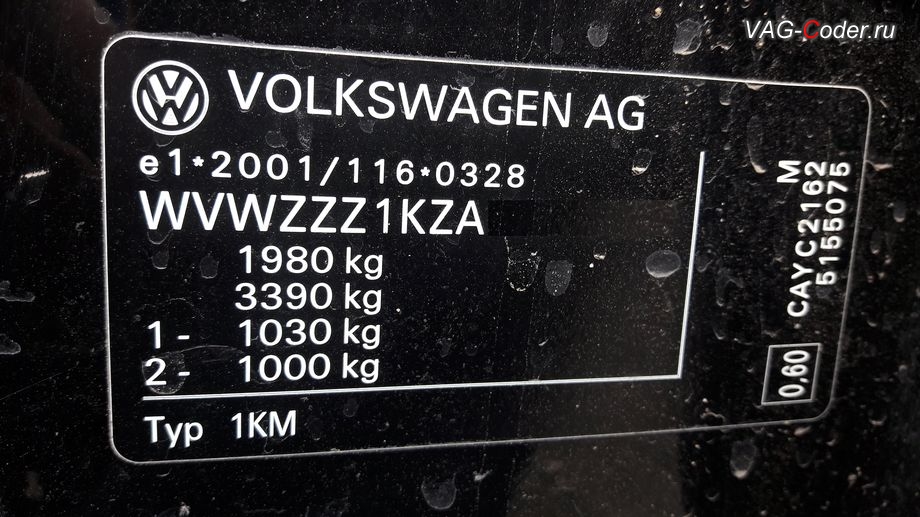 VAG-Coder.ru
VOLKSWAGEN AG
e1*2001/116*0328
WVWZZZ1KZA
1980 kg
3390 kg
1- 1030 kg
2- 1000 kg
Typ 1KM
M
CAYC2162
5155075
0,60